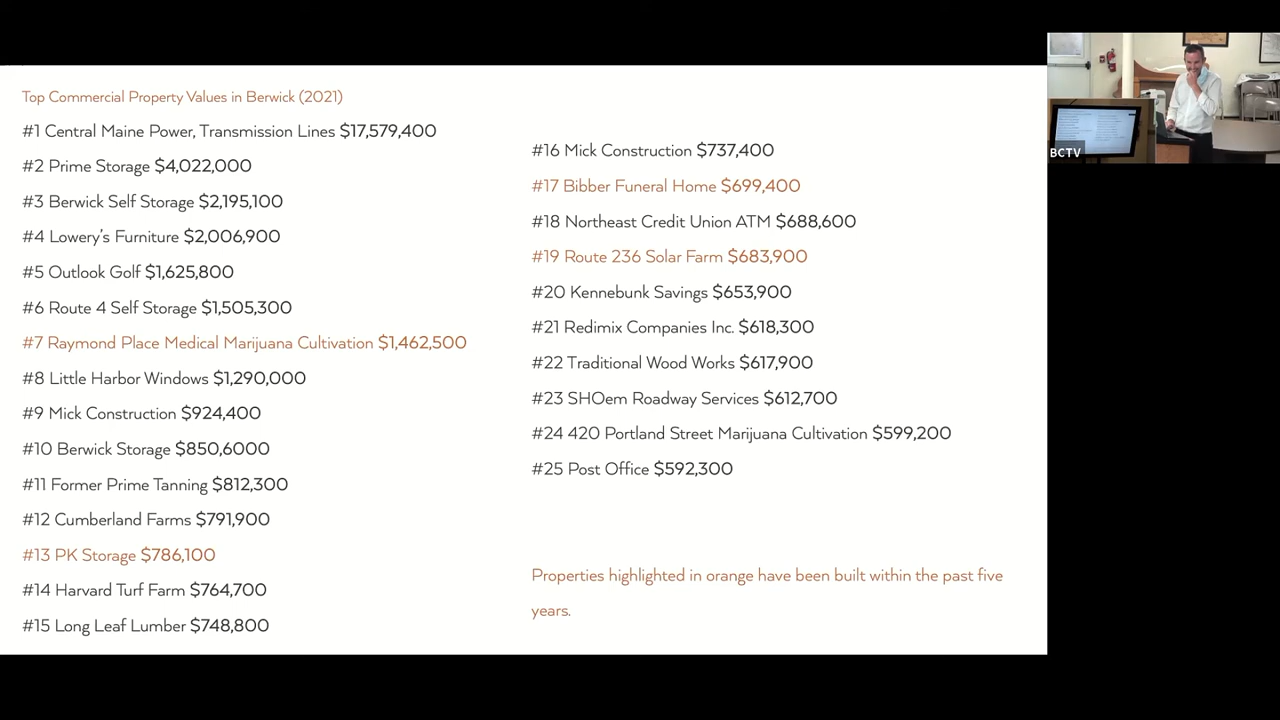 Top Commercial Property Values in Berwick (2021)
#1 Central Maine Power, Transmission Lines $17,579,400
#2 Prime Storage $4,022,000
#3 Berwick Self Storage $2,195,100
#4 Lowery's Furniture $2,006,900
#5 Outlook Golf $1,625,800
#6 Route 4 Self Storage $1,505,300
#7 Raymond Place Medical Marijuana Cultivation $1,462,500
#8 Little Harbor Windows $1,290,000
#9 Mick Construction $924,400
#10 Berwick Storage $850,6000
#11 Former Prime Tanning $812,300
#12 Cumberland Farms $791,900
#13 PK Storage $786,100
#14 Harvard Turf Farm $764,700
#15 Long Leaf Lumber $748,800
#16 Mick Construction $737,400
#17 Bibber Funeral Home $699,400
#18 Northeast Credit Union ATM $688,600
#19 Route 236 Solar Farm $683,900
#20 Kennebunk Savings $653,900
#21 Redimix Companies Inc. $618,300
#22 Traditional Wood Works $617,900
#23 SHOem Roadway Services $612,700
#24 420 Portland Street Marijuana Cultivation $599,200
#25 Post Office $592,300
Properties highlighted in orange have been built within the past five
years.
BCTV